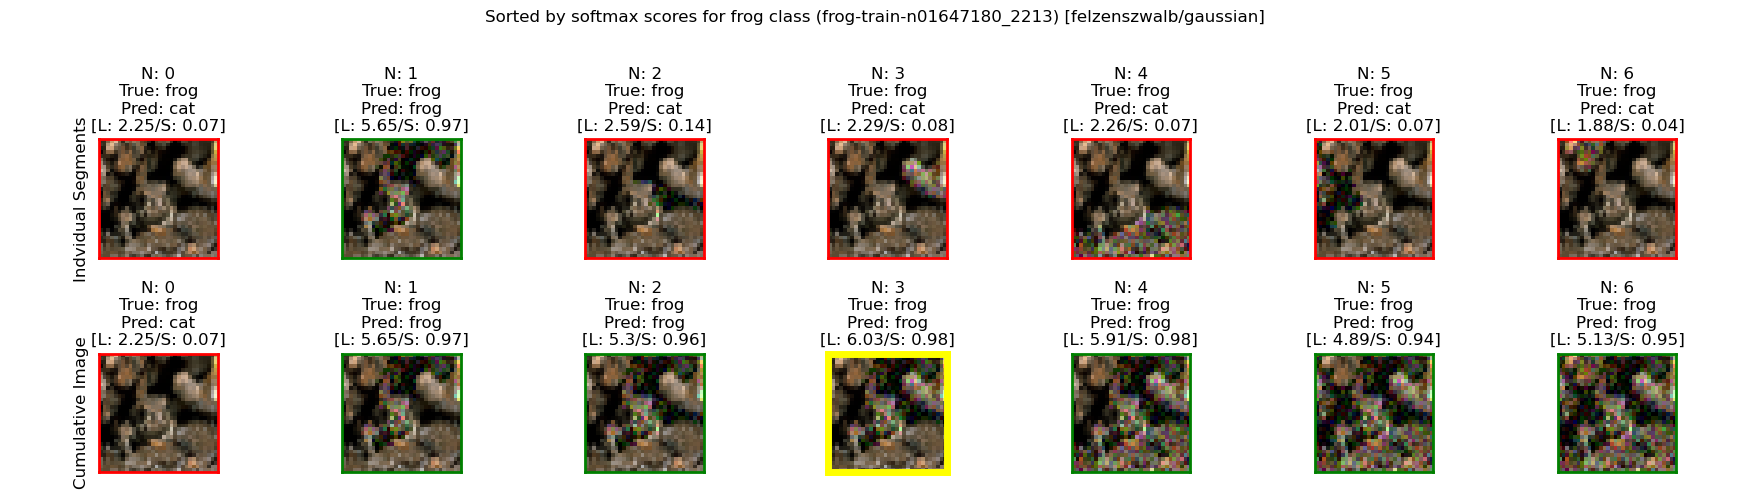 Sorted by softmax scores for frog class (frog-train-n01647180_2213) [felzenszwalb/gaussian]
Indvidual Segments
N: 0
True: frog
Pred: cat
[L: 2.25/S: 0.07]
N: 1
True: frog
Pred: frog
[L: 5.65/S: 0.97]
N: 2
True: frog
Pred: cat
[L: 2.59/S: 0.14]
N: 3
True: frog
Pred: cat
[L: 2.29/S: 0.08]
N: 4
True: frog
Pred: cat
[L: 2.26/S: 0.07]
N: 5
True: frog
Pred: cat
[L: 2.01/S: 0.07]
N: 6
True: frog
Pred: cat
[L: 1.88/S: 0.04]
Cumulative Image
N: 0
True: frog
Pred: cat
[L: 2.25/S: 0.07]
N: 1
True: frog
Pred: frog
[L: 5.65/S: 0.97]
N: 2
True: frog
Pred: frog
[L: 5.3/S: 0.96]
N: 3
True: frog
Pred: frog
[L: 6.03/S: 0.98]
N: 4
True: frog
Pred: frog
[L: 5.91/S: 0.98]
N: 5
True: frog
Pred: frog
[L: 4.89/S: 0.94]
N: 6
True: frog
Pred: frog
[L: 5.13/S: 0.95]